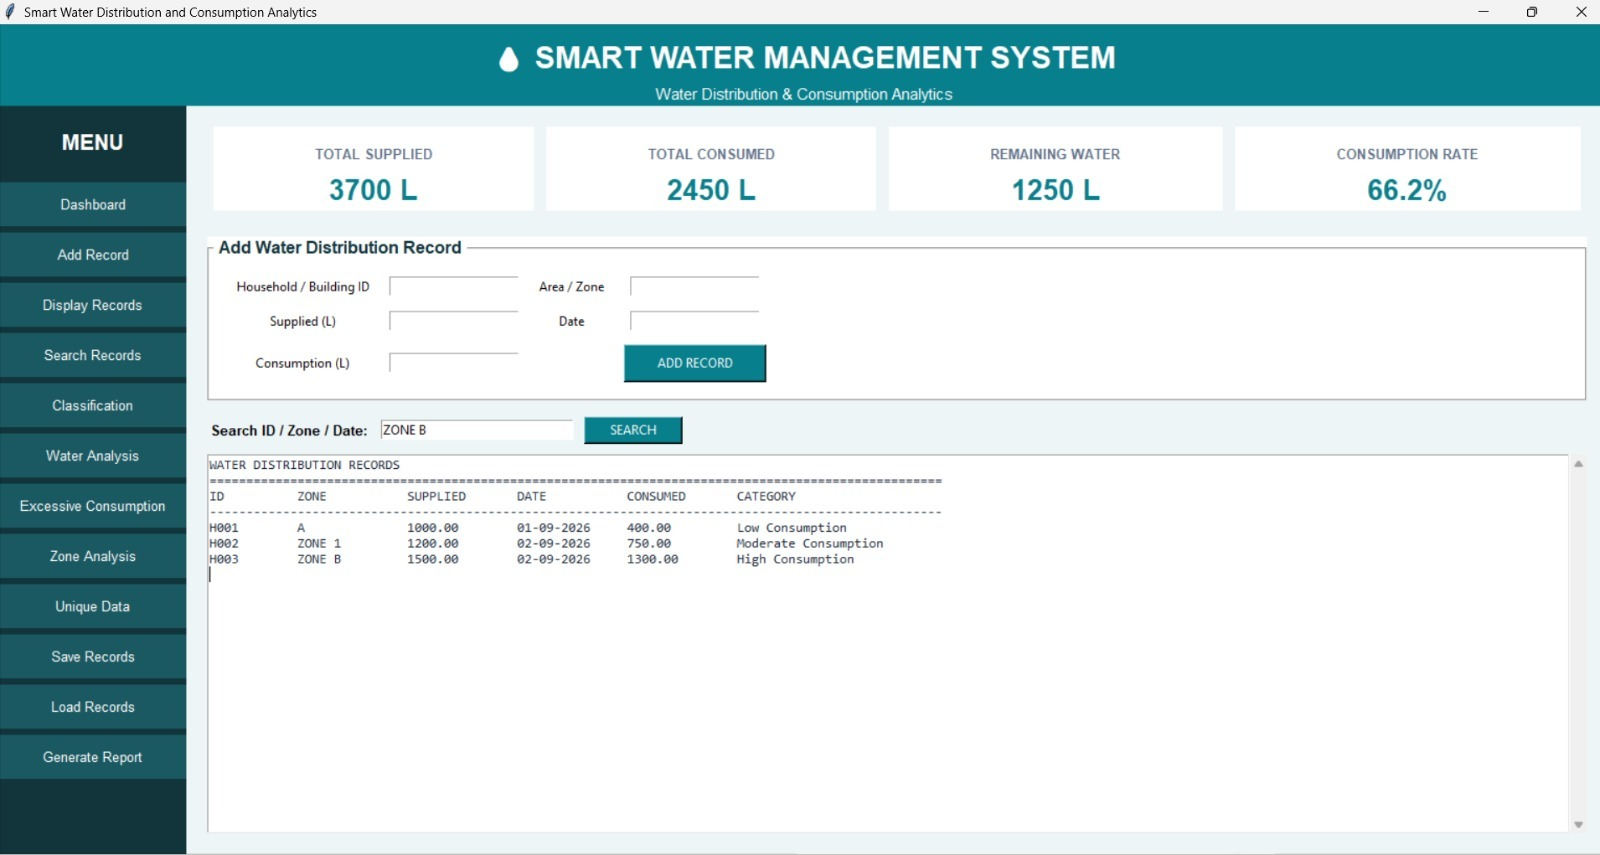 Smart Water Distribution and Consumption Analytics
SMART WATER MANAGEMENT SYSTEM
Water Distribution & Consumption Analytics
MENU
Dashboard
Add Record
Display Records
Search Records
Classification
Water Analysis
Excessive Consumption
Zone Analysis
Unique Data
Save Records
Load Records
Generate Report
TOTAL SUPPLIED
3700 L
TOTAL CONSUMED
2450 L
REMAINING WATER
1250 L
CONSUMPTION RATE
66.2%
Add Water Distribution Record
Household / Building ID Area / Zone
Supplied (L) Date
Consumption (L) ADD RECORD
Search ID / Zone / Date: ZONE B SEARCH
WATER DISTRIBUTION RECORDS
====================================================================================================
ID ZONE SUPPLIED DATE CONSUMED CATEGORY
----------------------------------------------------------------------------------------------------
H001 A 1000.00 01-09-2026 400.00 Low Consumption
H002 ZONE 1 1200.00 02-09-2026 750.00 Moderate Consumption
H003 ZONE B 1500.00 02-09-2026 1300.00 High Consumption